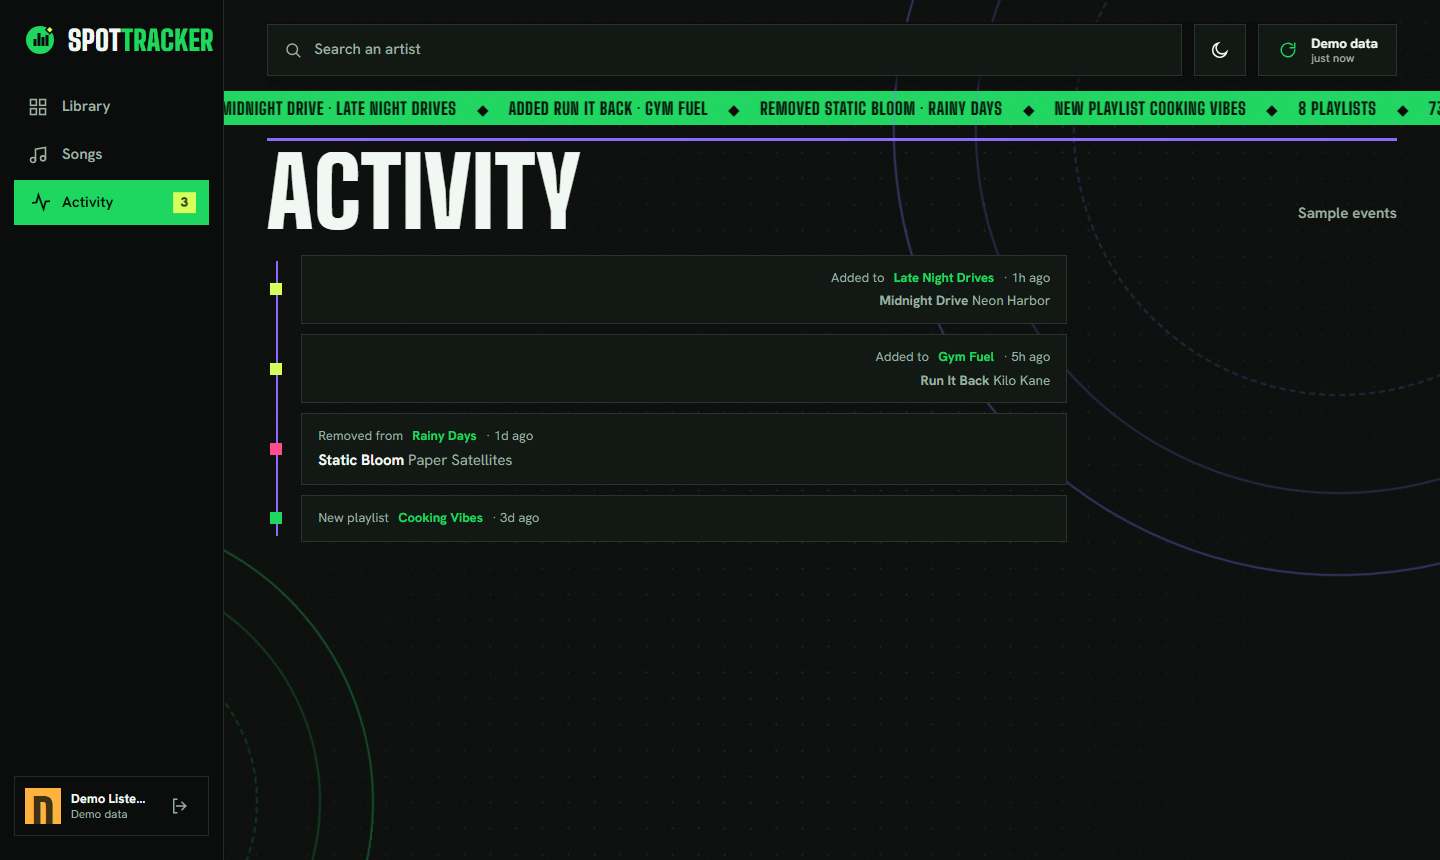 SPOTTRACKER
Library
Songs
Activity 3
Demo Liste...
Demo data
Search an artist
Demo data
just now
MIDNIGHT DRIVE · LATE NIGHT DRIVES ◆ ADDED RUN IT BACK · GYM FUEL ◆ REMOVED STATIC BLOOM · RAINY DAYS ◆ NEW PLAYLIST COOKING VIBES ◆ 8 PLAYLISTS ◆ 73
ACTIVITY
Sample events
Added to Late Night Drives · 1h ago
Midnight Drive Neon Harbor
Added to Gym Fuel · 5h ago
Run It Back Kilo Kane
Removed from Rainy Days · 1d ago
Static Bloom Paper Satellites
New playlist Cooking Vibes · 3d ago